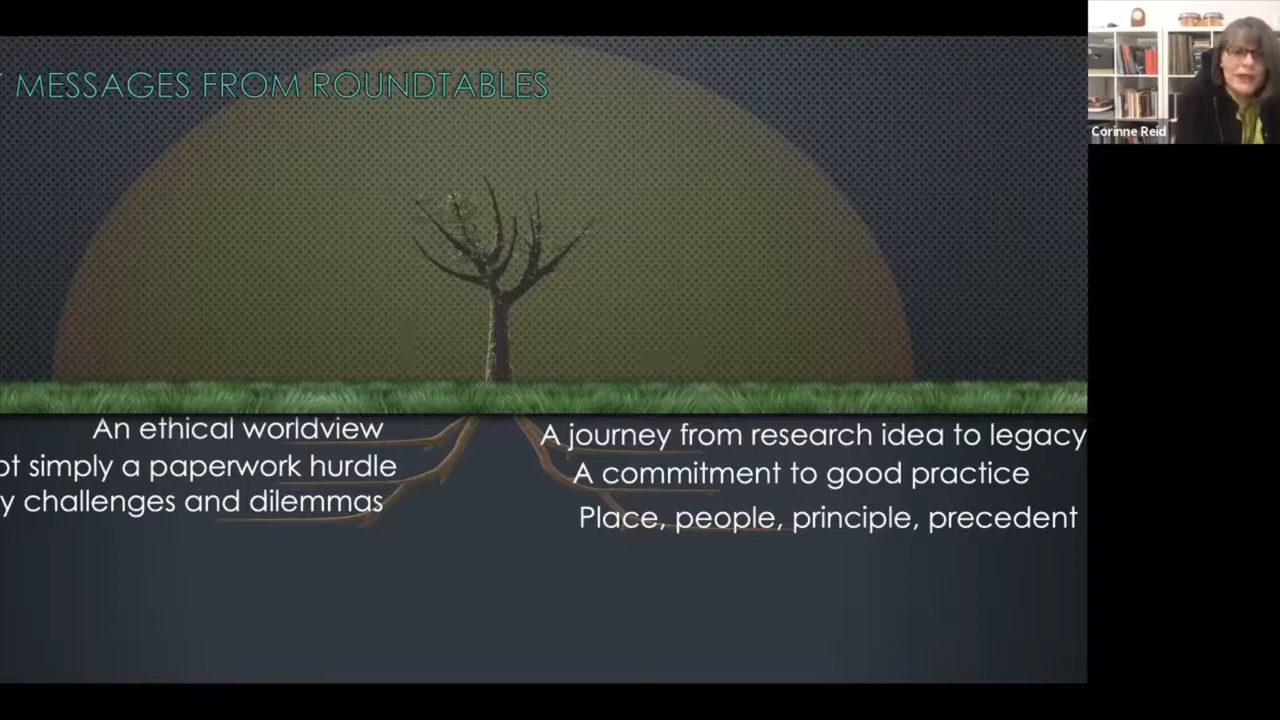 MESSAGES FROM ROUNDTABLES
Corinne Reid
An ethical worldview
ot simply a paperwork hurdle
y challenges and dilemmas
A journey from research idea to legacy
A commitment to good practice
Place, people, principle, precedent